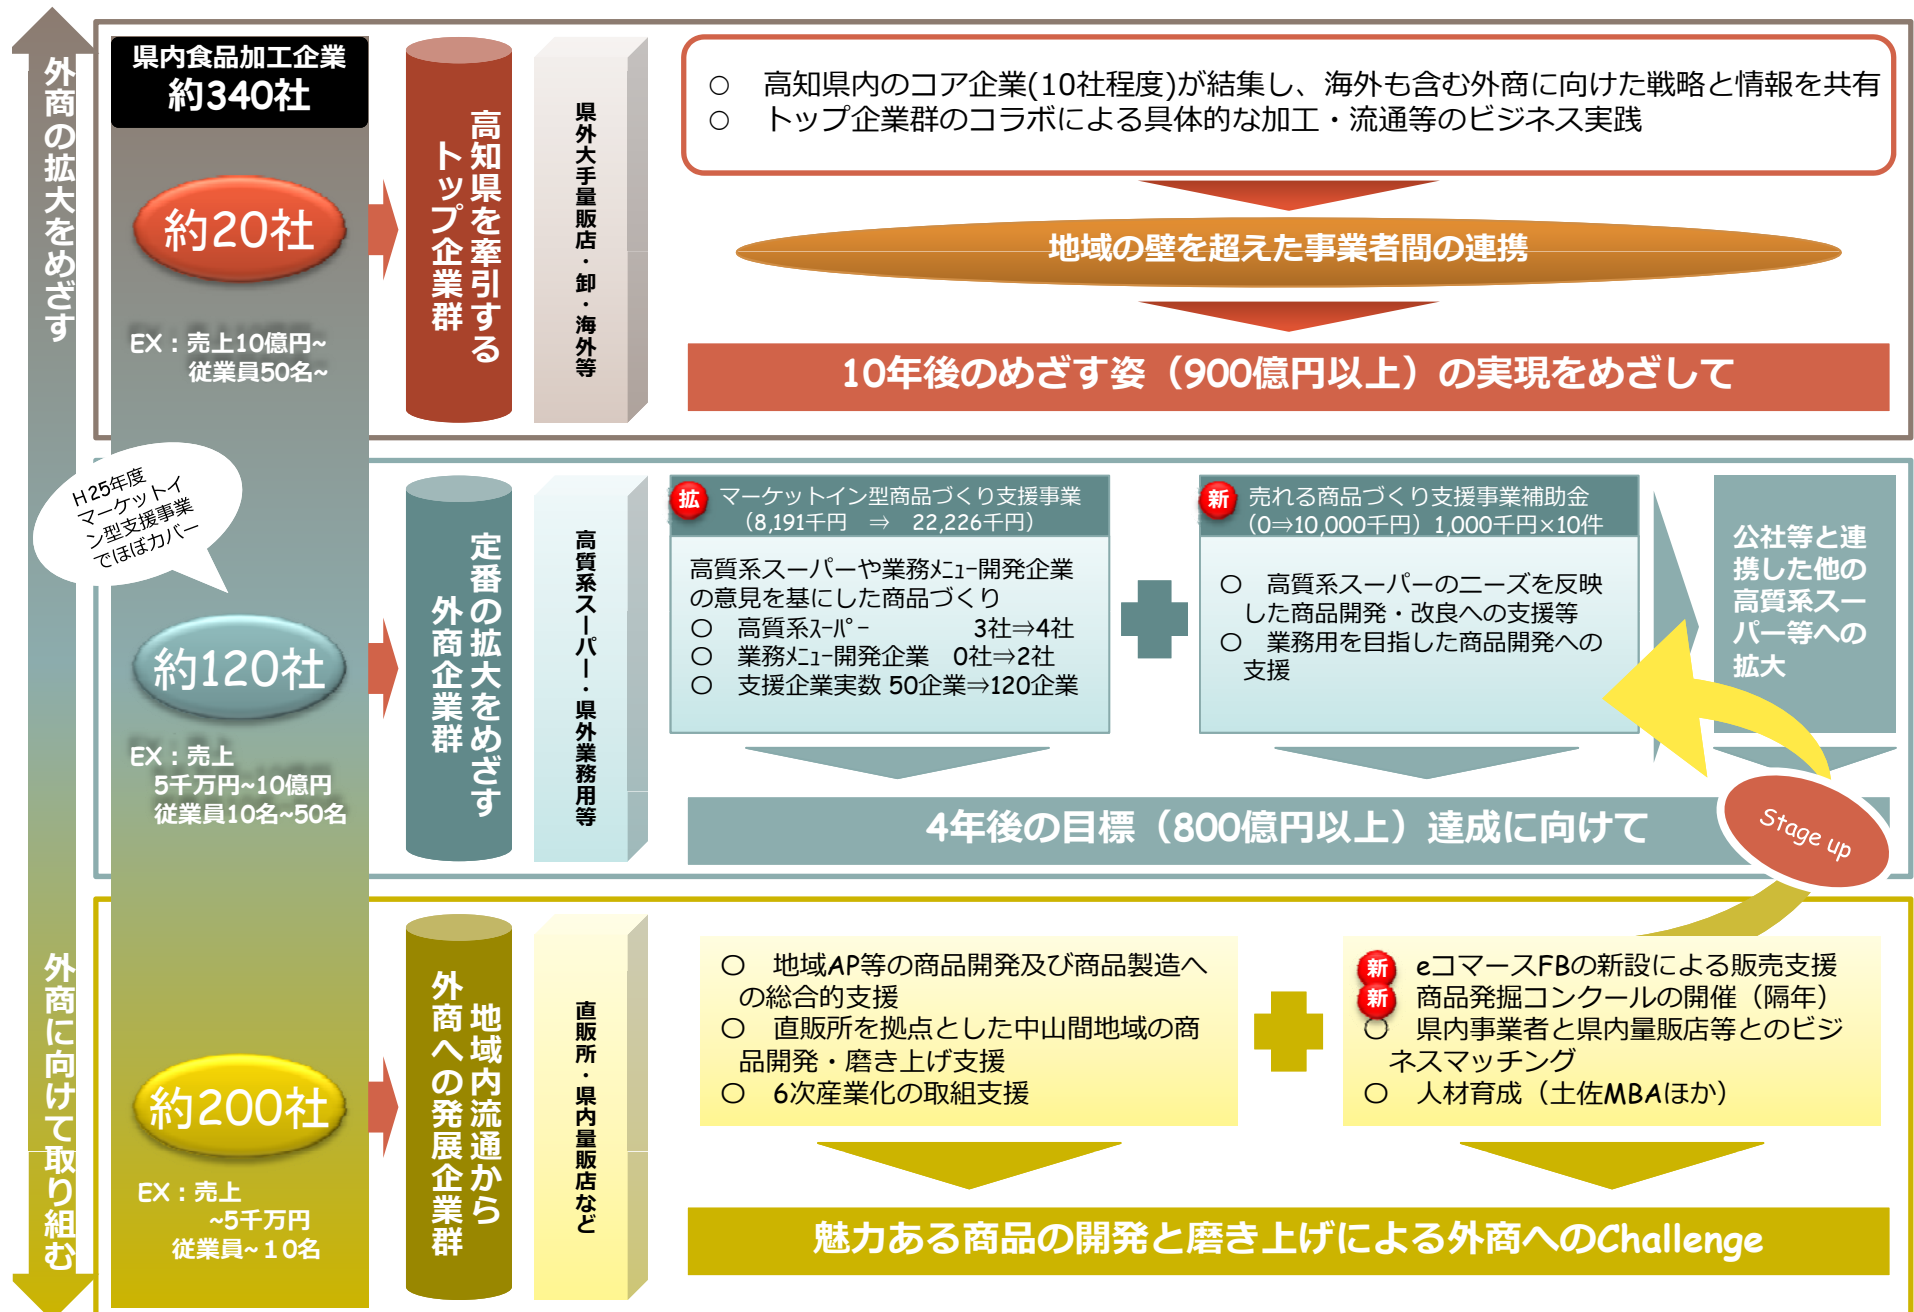 外商の拡大をめざす
外商に向けて取り組む
県内食品加工企業
約340社
約20社
EX：売上10億円~
従業員50名~
高知県を牽引する
トップ企業群
県外大手量販店・卸・海外等
○　高知県内のコア企業(10社程度)が結集し、海外も含む外商に向けた戦略と情報を共有
○　トップ企業群のコラボによる具体的な加工・流通等のビジネス実践
地域の壁を超えた事業者間の連携
10年後のめざす姿（900億円以上）の実現をめざして
H25年度
マーケットイ
ン型支援事業
でほぼカバー
約120社
EX：売上
5千万円~10億円
従業員10名~50名
定番の拡大をめざす
外商企業群
高質系スーパー・県外業務用等
拡 マーケットイン型商品づくり支援事業
（8,191千円　⇒　22,226千円）
高質系スーパーや業務ﾒﾆｭｰ開発企業
の意見を基にした商品づくり
○　高質系ｽｰﾊﾟｰ　3社⇒4社
○　業務ﾒﾆｭｰ開発企業　0社⇒2社
○　支援企業実数 50企業⇒120企業
新 売れる商品づくり支援事業補助金
（0⇒10,000千円）1,000千円×10件
○　高質系スーパーのニーズを反映
した商品開発・改良への支援等
○　業務用を目指した商品開発への
支援
公社等と連
携した他の
高質系スー
パー等への
拡大
4年後の目標（800億円以上）達成に向けて
Stage up
約200社
EX：売上
~5千万円
従業員~10名
地域内流通から
外商への発展企業群
直販所・県内量販店など
○　地域AP等の商品開発及び商品製造へ
の総合的支援
○　直販所を拠点とした中山間地域の商
品開発・磨き上げ支援
○　6次産業化の取組支援
新　eコマースFBの新設による販売支援
新　商品発掘コンクールの開催（隔年）
○　県内事業者と県内量販店等とのビジ
ネスマッチング
○　人材育成（土佐MBAほか）
魅力ある商品の開発と磨き上げによる外商へのChallenge